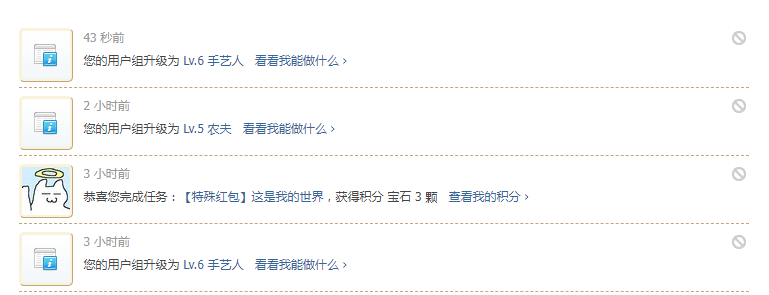 43 秒前
您的用户组升级为 Lv.6 手艺人 看看我能做什么 ›
2 小时前
您的用户组升级为 Lv.5 农夫 看看我能做什么 ›
3 小时前
恭喜您完成任务：【特殊红包】这是我的世界，获得积分 宝石 3 颗 查看我的积分 ›
3 小时前
您的用户组升级为 Lv.6 手艺人 看看我能做什么 ›